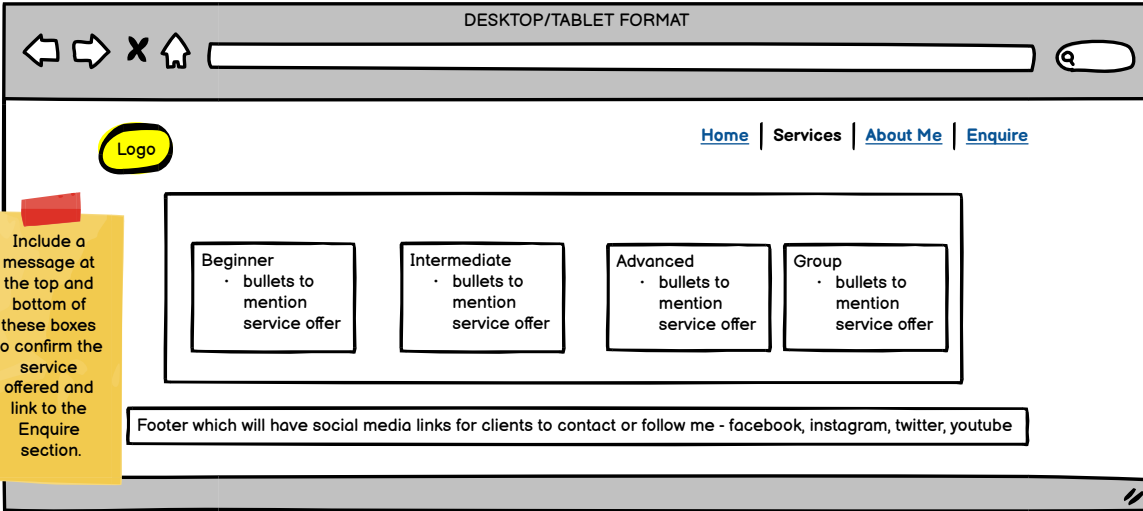 DESKTOP/TABLET FORMAT
Logo
Home
Services
About Me
Enquire
Include a
message at
the top and
bottom of
these boxes
o confirm the
service
offered and
link to the
Enquire
section.
Beginner
· bullets to
mention
service offer
Intermediate
· bullets to
mention
service offer
Advanced
· bullets to
mention
service offer
Group
· bullets to
mention
service offer
Footer which will have social media links for clients to contact or follow me - facebook, instagram, twitter, youtube